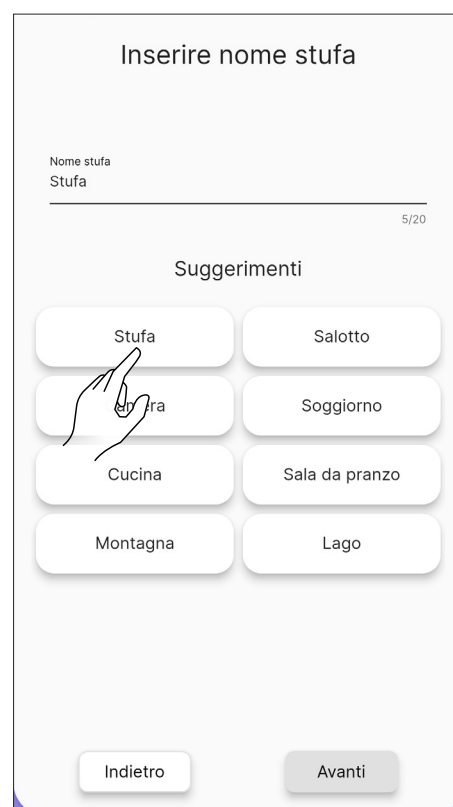 Inserire nome stufa
Nome stufa
Stufa
5/20
Suggerimenti
Stufa Salotto
Soggiorno
Cucina Sala da pranzo
Montagna Lago
Indietro Avanti